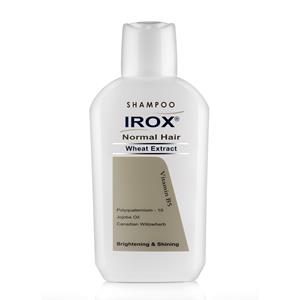 SHAMPOO
IROX®
Normal Hair
Wheat Extract
Vitamin B5
Polyquaternium - 10
Jojoba Oil
Canadian Willowherb
Brightening & Shining